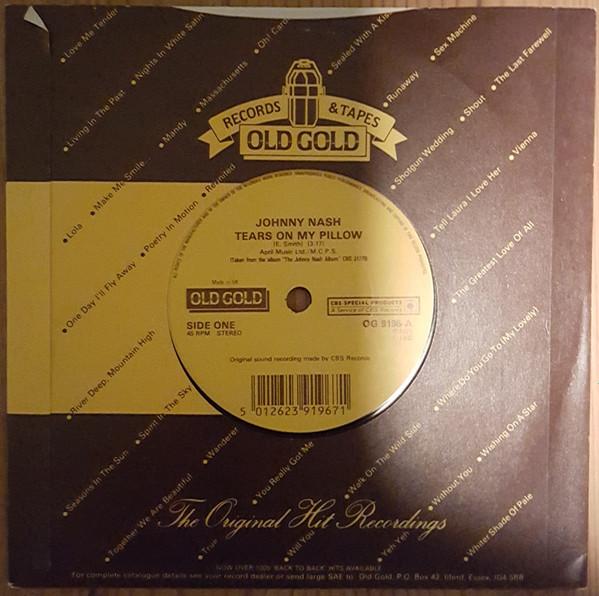 Love Me Tender
Nights In White Satin
Oh! Carol
Sealed With A Kiss
Sex Machine
Living In The Past
Mandy
Massachusetts
Runaway
Shout
The Last Farewell
RECORDS & TAPES
OLD GOLD
Lola
Make Me Smile
Reunited
Shotgun Wedding
Vienna
One Day I'll Fly Away
Poetry In Motion
Tell Laura I Love Her
JOHNNY NASH
TEARS ON MY PILLOW
(E. Smith) (3.17)
April Music Ltd./M.C.P.S.
(Taken from the album "The Johnny Nash Album" CBS
Made in UK
OLD GOLD
CBS SPECIAL PRODUCTS
A Service of CBS Records
SIDE ONE
45 RPM STEREO
OG 9196 A
Original sound recording made by CBS Records
5 012623 919671
The Greatest Love Of All
River Deep, Mountain High
Spirit In The Sky
Where Do You Go To (My Lovely)
Seasons In The Sun
Wanderer
You Really Got Me
Walk On The Wild Side
Without You
Wishing On A Star
Together We Are Beautiful
True
Will You
Yeh Yeh
Whiter Shade Of Pale
The Original Hit Recordings
NOW OVER 1000 'BACK TO BACK' HITS AVAILABLE
For complete catalogue details see your record dealer or send large SAE to: Old Gold, P.O. Box 42, Ilford, Essex, IG4 5BB